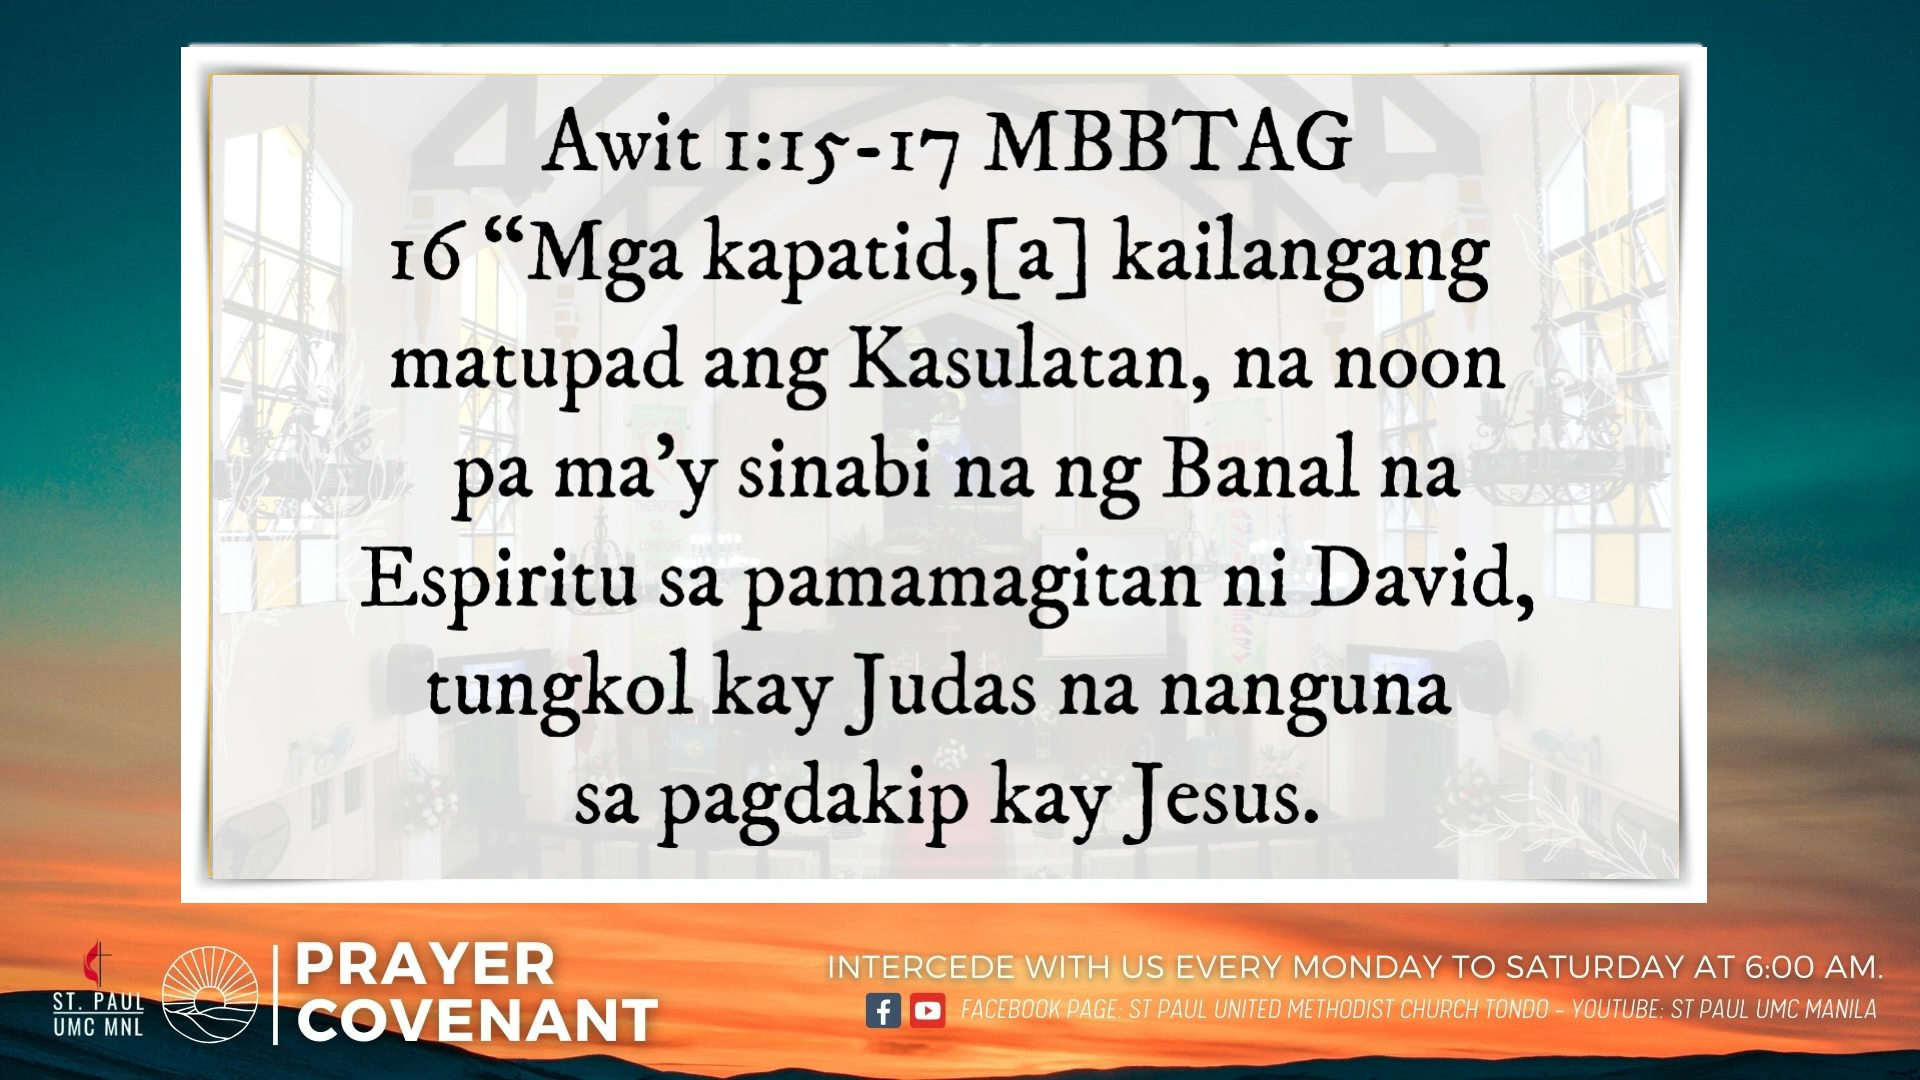 Awit 1:15-17 MBBTAG
16 “Mga kapatid,[a] kailangang
matupad ang Kasulatan, na noon
pa ma’y sinabi na ng Banal na
Espiritu sa pamamagitan ni David,
tungkol kay Judas na nanguna
sa pagdakip kay Jesus.
ST. PAUL
UMC MNL
PRAYER
COVENANT
INTERCEDE WITH US EVERY MONDAY TO SATURDAY AT 6:00 AM.
FACEBOOK PAGE: ST PAUL UNITED METHODIST CHURCH TONDO - YOUTUBE: ST PAUL UMC MANILA